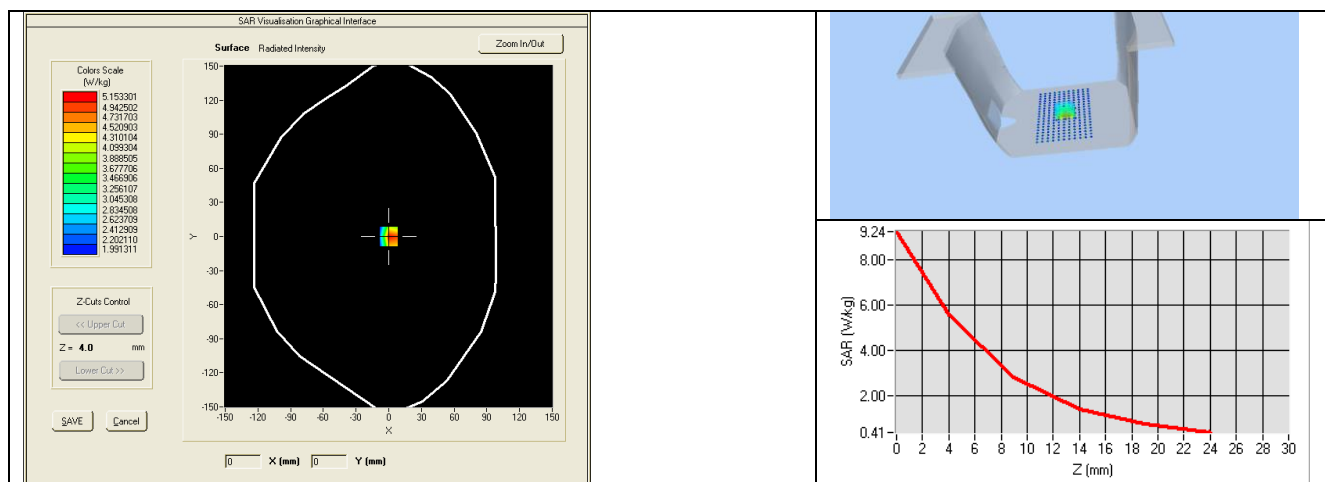 SAR Visualisation Graphical Interface
Surface Radiated Intensity
Zoom In/Out
Colors Scale
(W/kg)
5.153301
4.942502
4.731703
4.520903
4.310104
4.099304
3.888505
3.677706
3.466906
3.256107
3.045308
2.834508
2.623709
2.412909
2.202110
1.991311
Z-Cuts Control
<< Upper Cut
Z = 4.0 mm
Lower Cut >>
SAVE Cancel
150-
120-
90-
60-
30-
Y 0-
-30-
-60-
-90-
-120-
-150-
-150 -120 -90 -60 -30 0 30 60 90 120 150
X
0 X (mm) 0 Y (mm)
9.24-
8.00-
6.00-
4.00-
2.00-
0.41-
SAR (W/kg)
0 2 4 6 8 10 12 14 16 18 20 22 24 26 28 30
Z (mm)